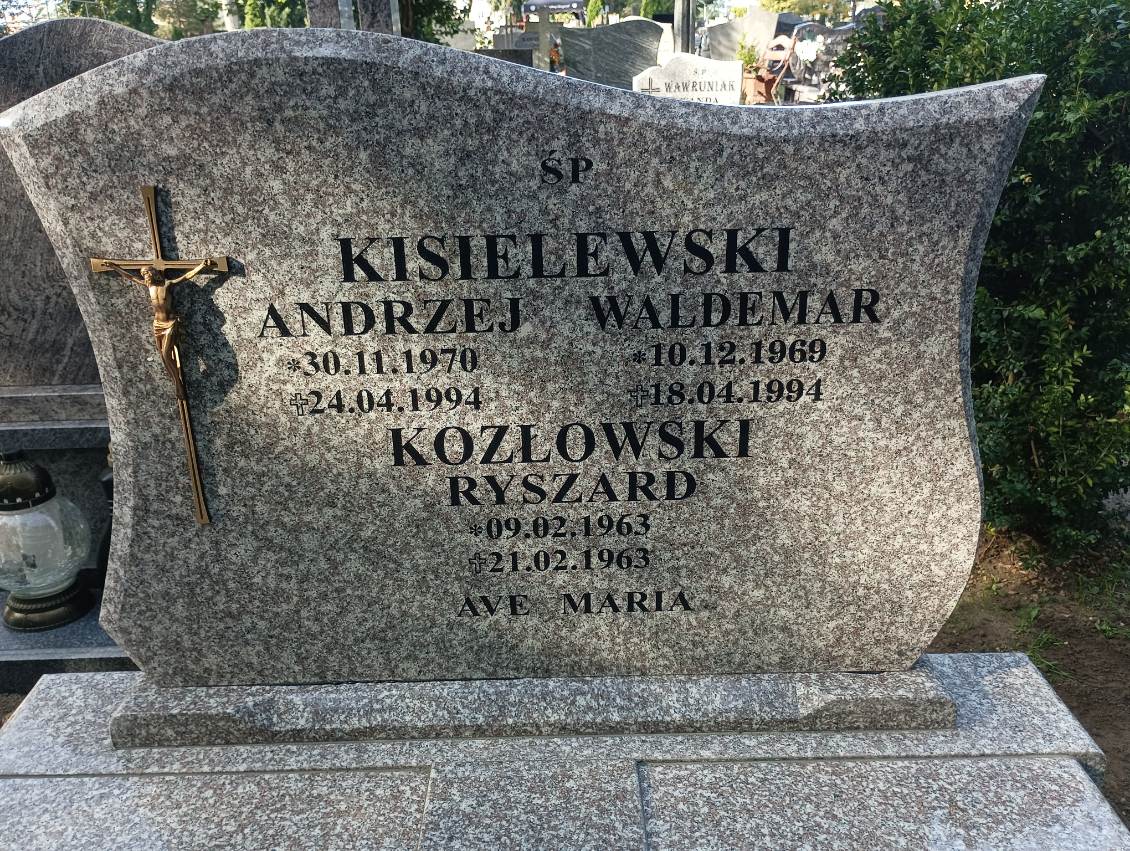 Ś.P.
WAWRUNIAK
ŚP
KISIELEWSKI
ANDRZEJ WALDEMAR
*30.11.1970 *10.12.1969
✝24.04.1994 ✝18.04.1994
KOZŁOWSKI
RYSZARD
*09.02.1963
✝21.02.1963
AVE MARIA